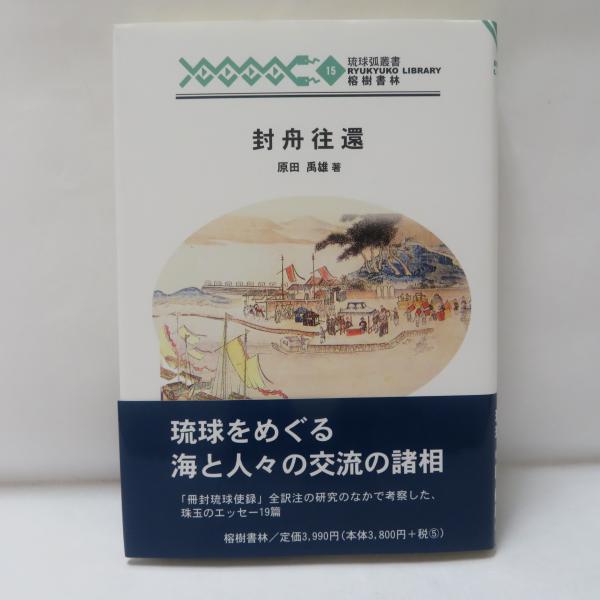 15
琉球弧叢書
RYUKYUKO LIBRARY
榕樹書林
封舟往還
原田 禹雄 著
琉球をめぐる
海と人々の交流の諸相
「冊封琉球使録」全訳注の研究のなかで考察した、
珠玉のエッセー19篇
榕樹書林／定価3,990円(本体3,800円＋税⑤)